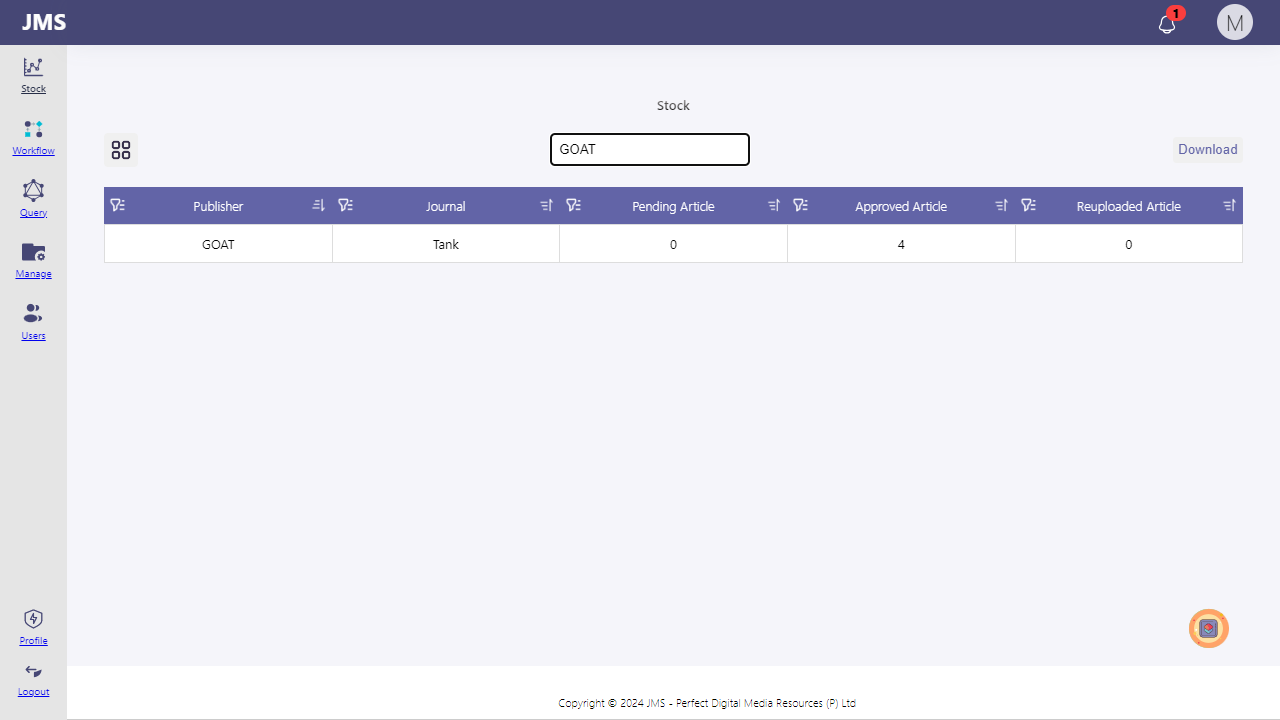 JMS
1
M
Stock
Workflow
Query
Manage
Users
Profile
Logout
Stock
GOAT
Download
Publisher Journal Pending Article Approved Article Reuploaded Article
GOAT Tank 0 4 0
Copyright © 2024 JMS - Perfect Digital Media Resources (P) Ltd